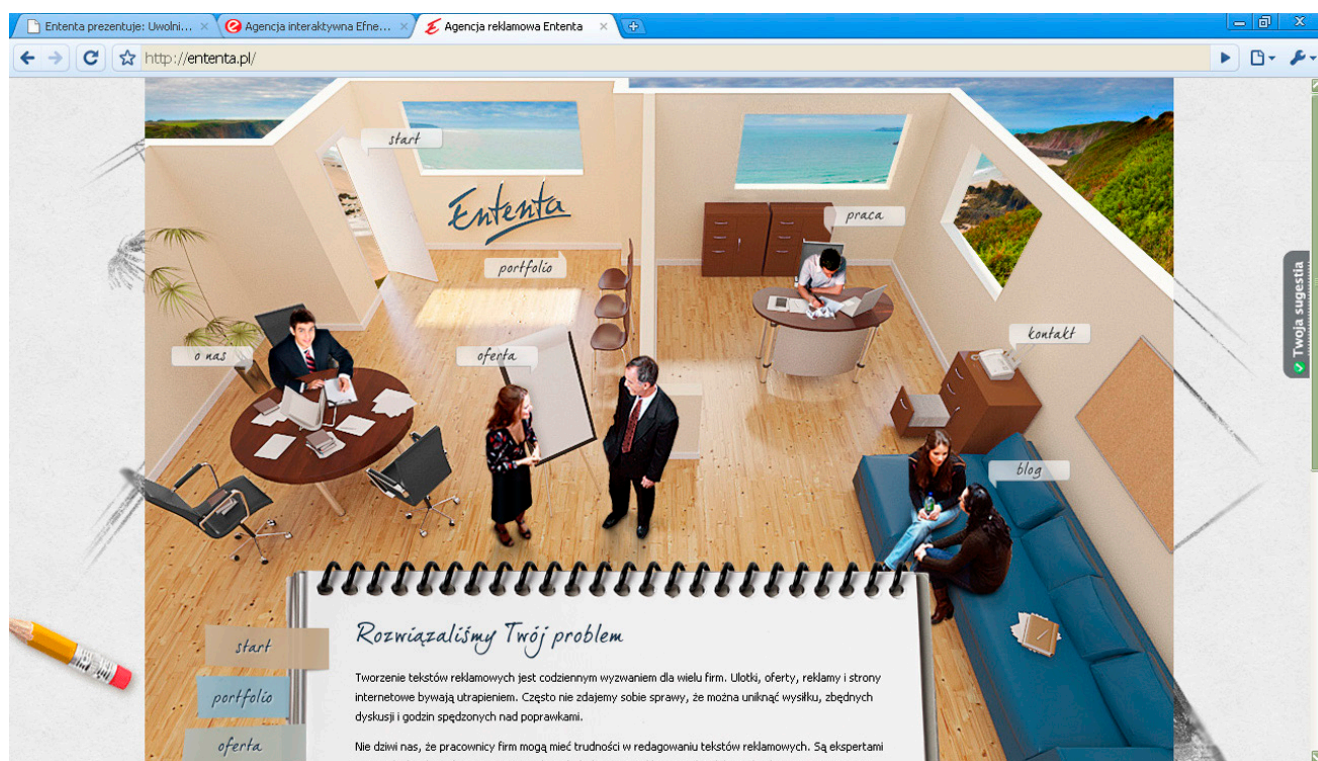 Ententa prezentuje: Uwolni...
Agencja interaktywna Efne...
Agencja reklamowa Ententa
http://ententa.pl/
start
Ententa
praca
portfolio
kontakt
o nas
oferta
blog
Twoja sugestia
Rozwiązaliśmy Twój problem
start
portfolio
oferta
Tworzenie tekstów reklamowych jest codziennym wyzwaniem dla wielu firm. Ulotki, oferty, reklamy i strony
internetowe bywają utrapieniem. Często nie zdajemy sobie sprawy, że można uniknąć wysiłku, zbędnych
dyskusji i godzin spędzonych nad poprawkami.
Nie dziwi nas, że pracownicy firm mogą mieć trudności w redagowaniu tekstów reklamowych. Są ekspertami